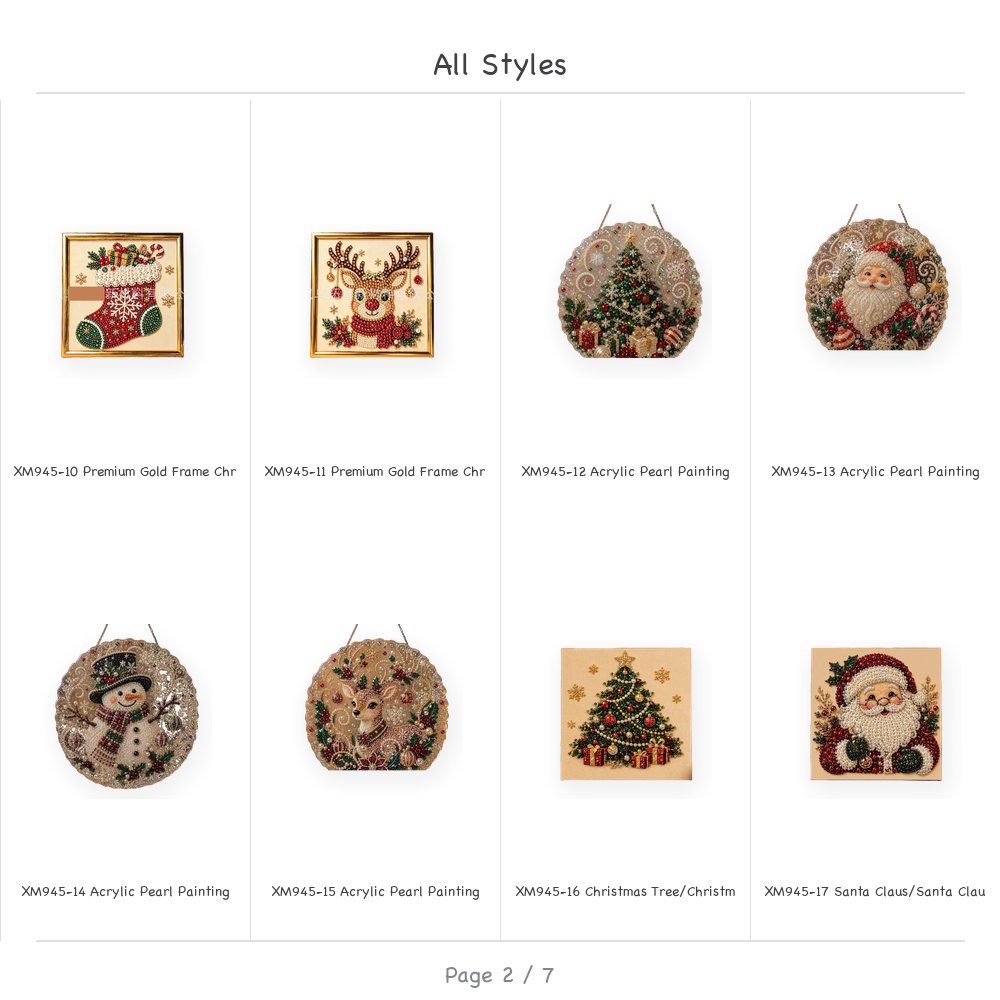 All Styles
XM945-10 Premium Gold Frame Chr
XM945-11 Premium Gold Frame Chr
XM945-12 Acrylic Pearl Painting
XM945-13 Acrylic Pearl Painting
XM945-14 Acrylic Pearl Painting
XM945-15 Acrylic Pearl Painting
XM945-16 Christmas Tree/Christm
XM945-17 Santa Claus/Santa Clau
Page 2 / 7